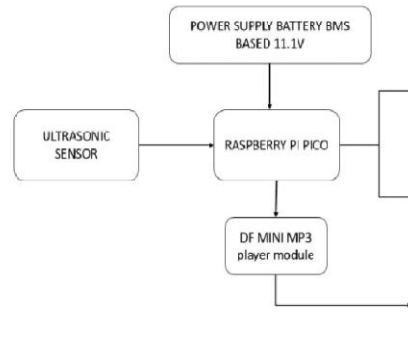 POWER SUPPLY BATTERY BMS
BASED 11.1V
ULTRASONIC
SENSOR
RASPBERRY PI PICO
DF MINI MP3
player module